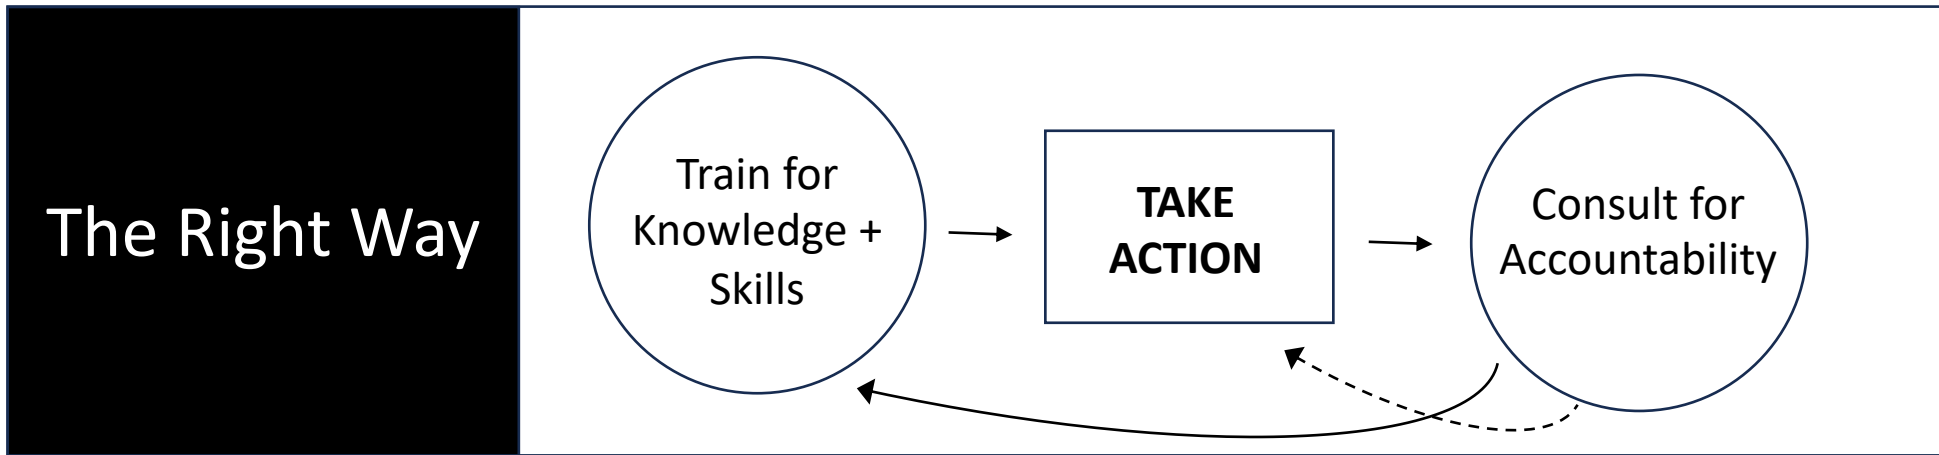 The Right Way
Train for
Knowledge +
Skills
TAKE
ACTION
Consult for
Accountability